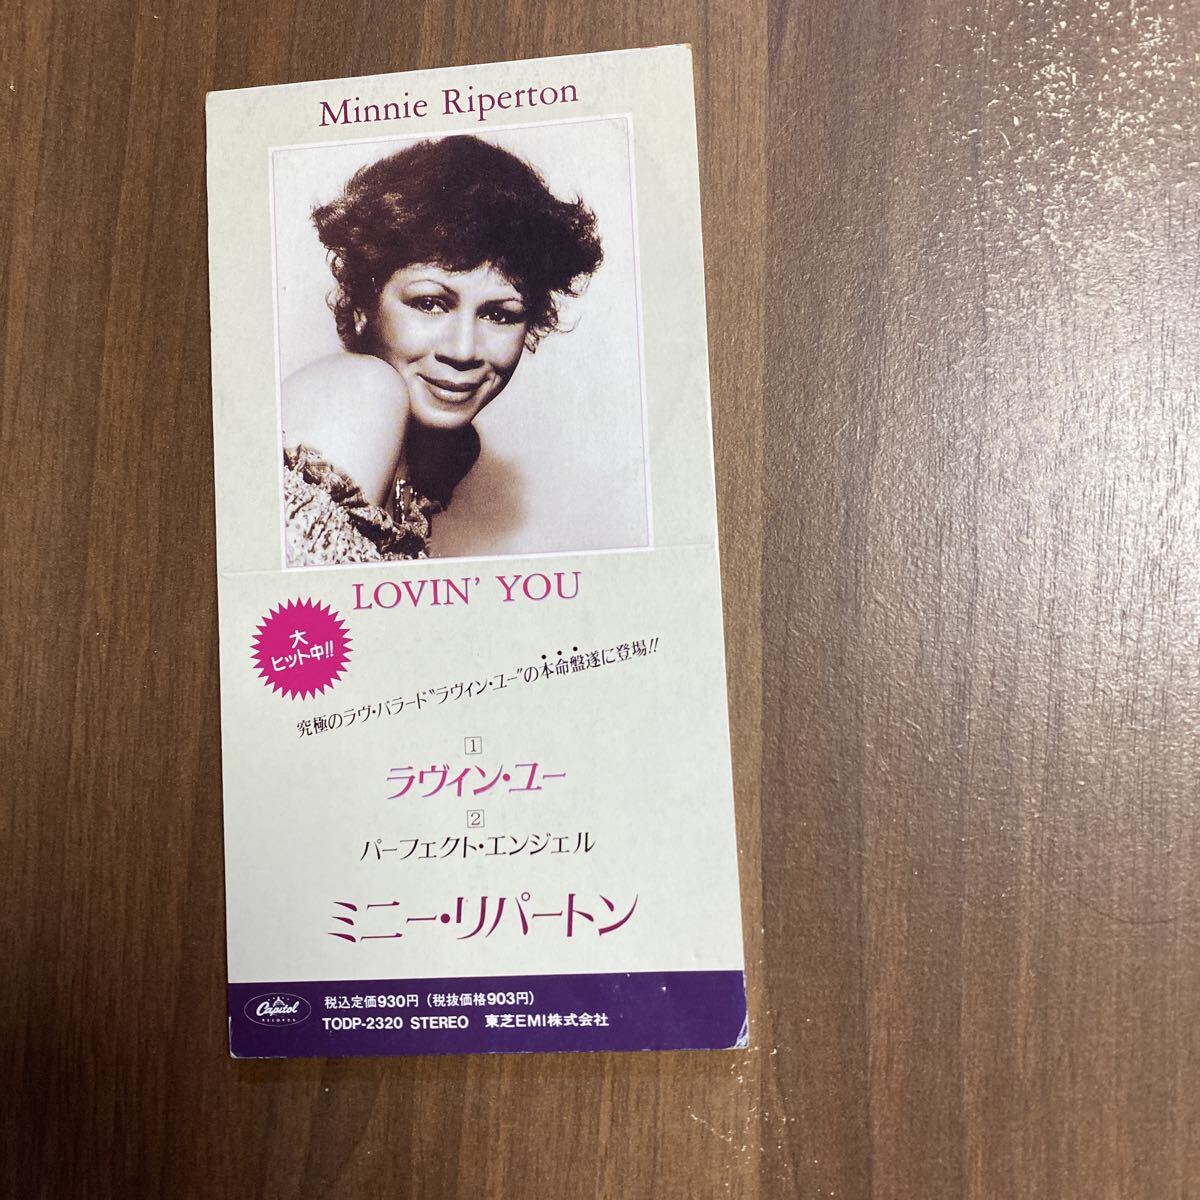 Minnie Riperton
LOVIN' YOU
大
ヒット中!!
究極のラヴ・バラード"ラヴィン・ユー"の本命盤遂に登場!!
1
ラヴィン・ユー
2
パーフェクト・エンジェル
ミニー・リパートン
Capitol
RECORDS
税込定価930円（税抜価格903円）
TODP-2320 STEREO 東芝EMI株式会社